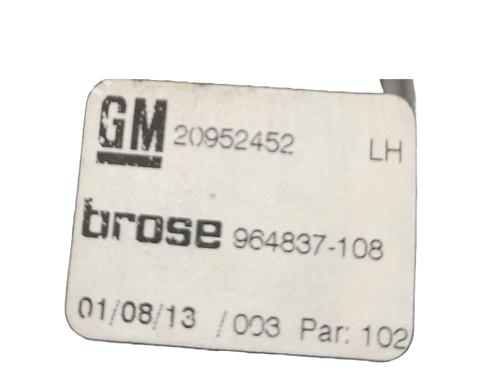 GM 20952452 LH
brose 964837-108
01/08/13 /003 Par: 102